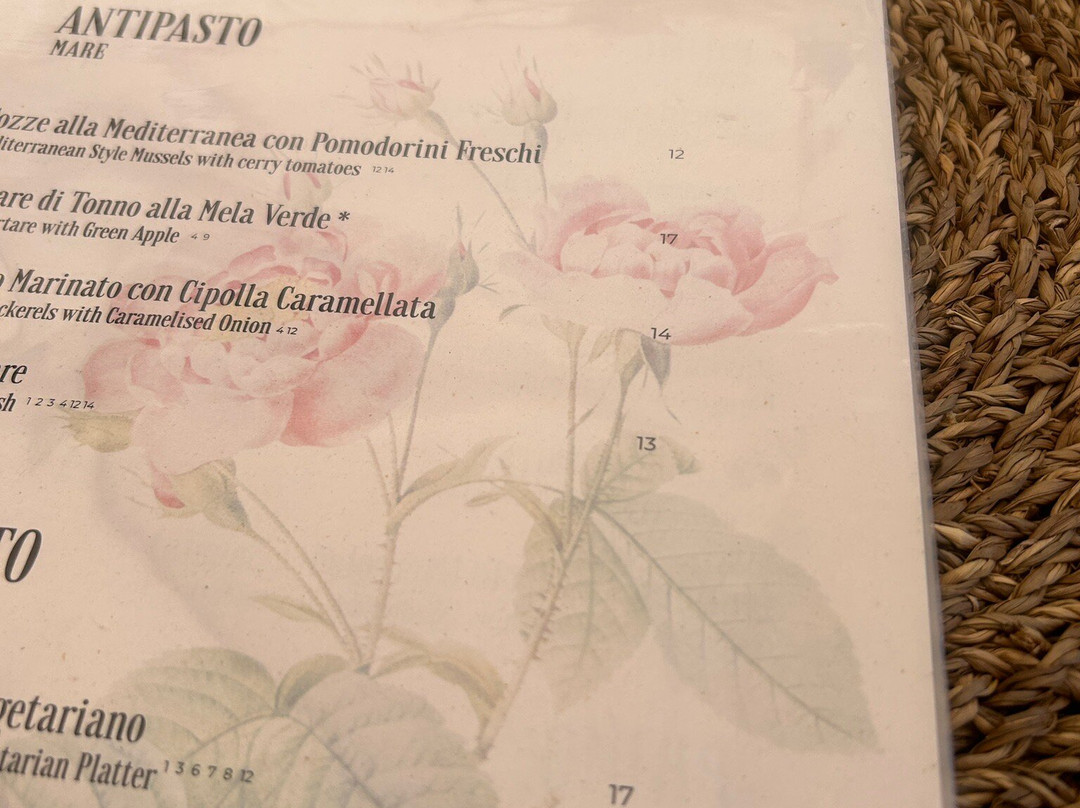 ANTIPASTO
MARE
ozze alla Mediterranea con Pomodorini Freschi 12
diterranean Style Mussels with cerry tomatoes 12 14
are di Tonno alla Mela Verde * 17
rtare with Green Apple 4 9
o Marinato con Cipolla Caramellata 14
ckerels with Caramelised Onion 4 12
re 13
sh 1 2 3 4 12 14
TO
getariano 17
tarian Platter 1 3 6 7 8 12